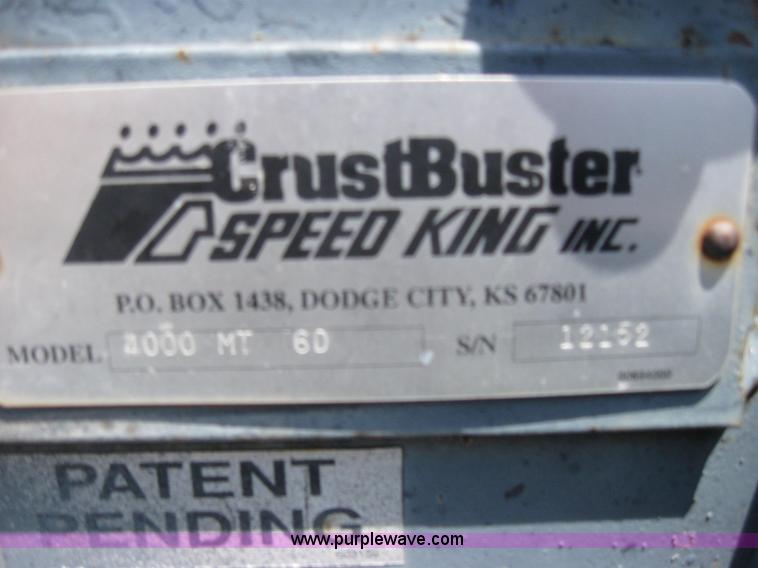 CrustBuster
SPEED KING INC.
P.O. BOX 1438, DODGE CITY, KS 67801
MODEL 4000 MT 60 S/N 12152
PATENT
PENDING
www.purplewave.com